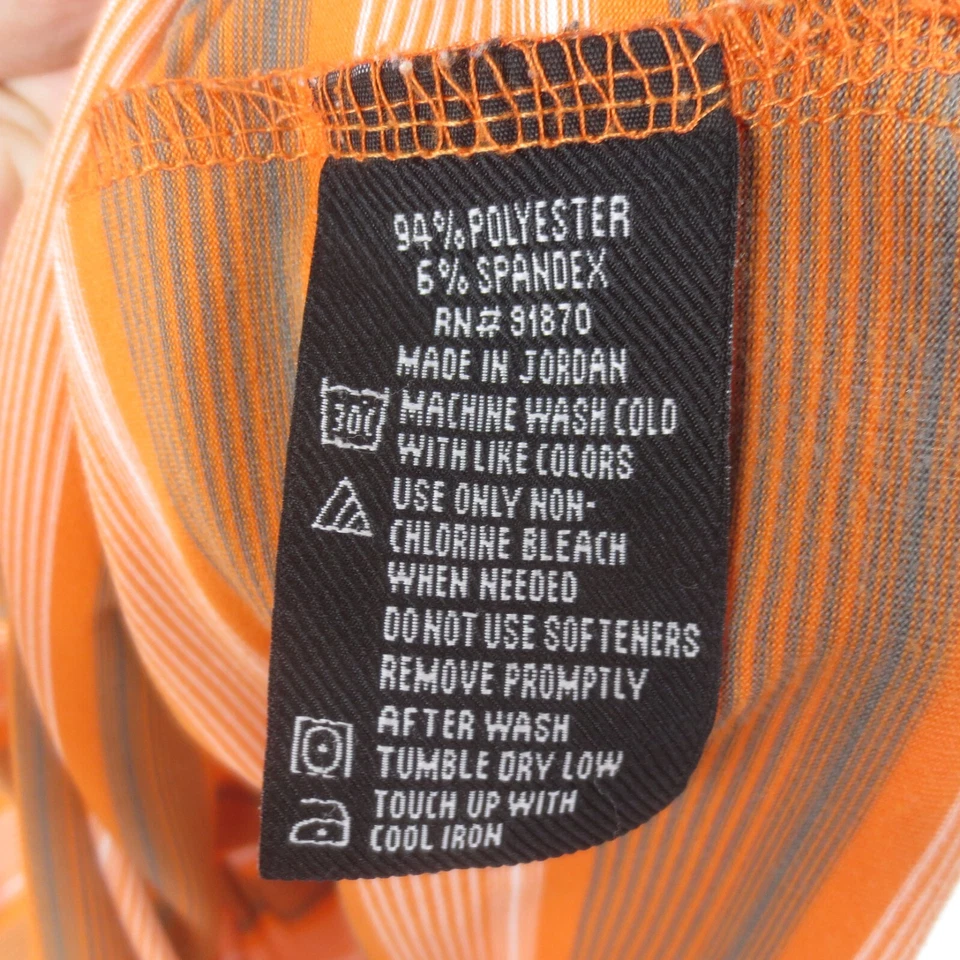 94% POLYESTER
6% SPANDEX
RN# 91870
MADE IN JORDAN
30C MACHINE WASH COLD
WITH LIKE COLORS
USE ONLY NON-
CHLORINE BLEACH
WHEN NEEDED
DO NOT USE SOFTENERS
REMOVE PROMPTLY
AFTER WASH
TUMBLE DRY LOW
TOUCH UP WITH
COOL IRON